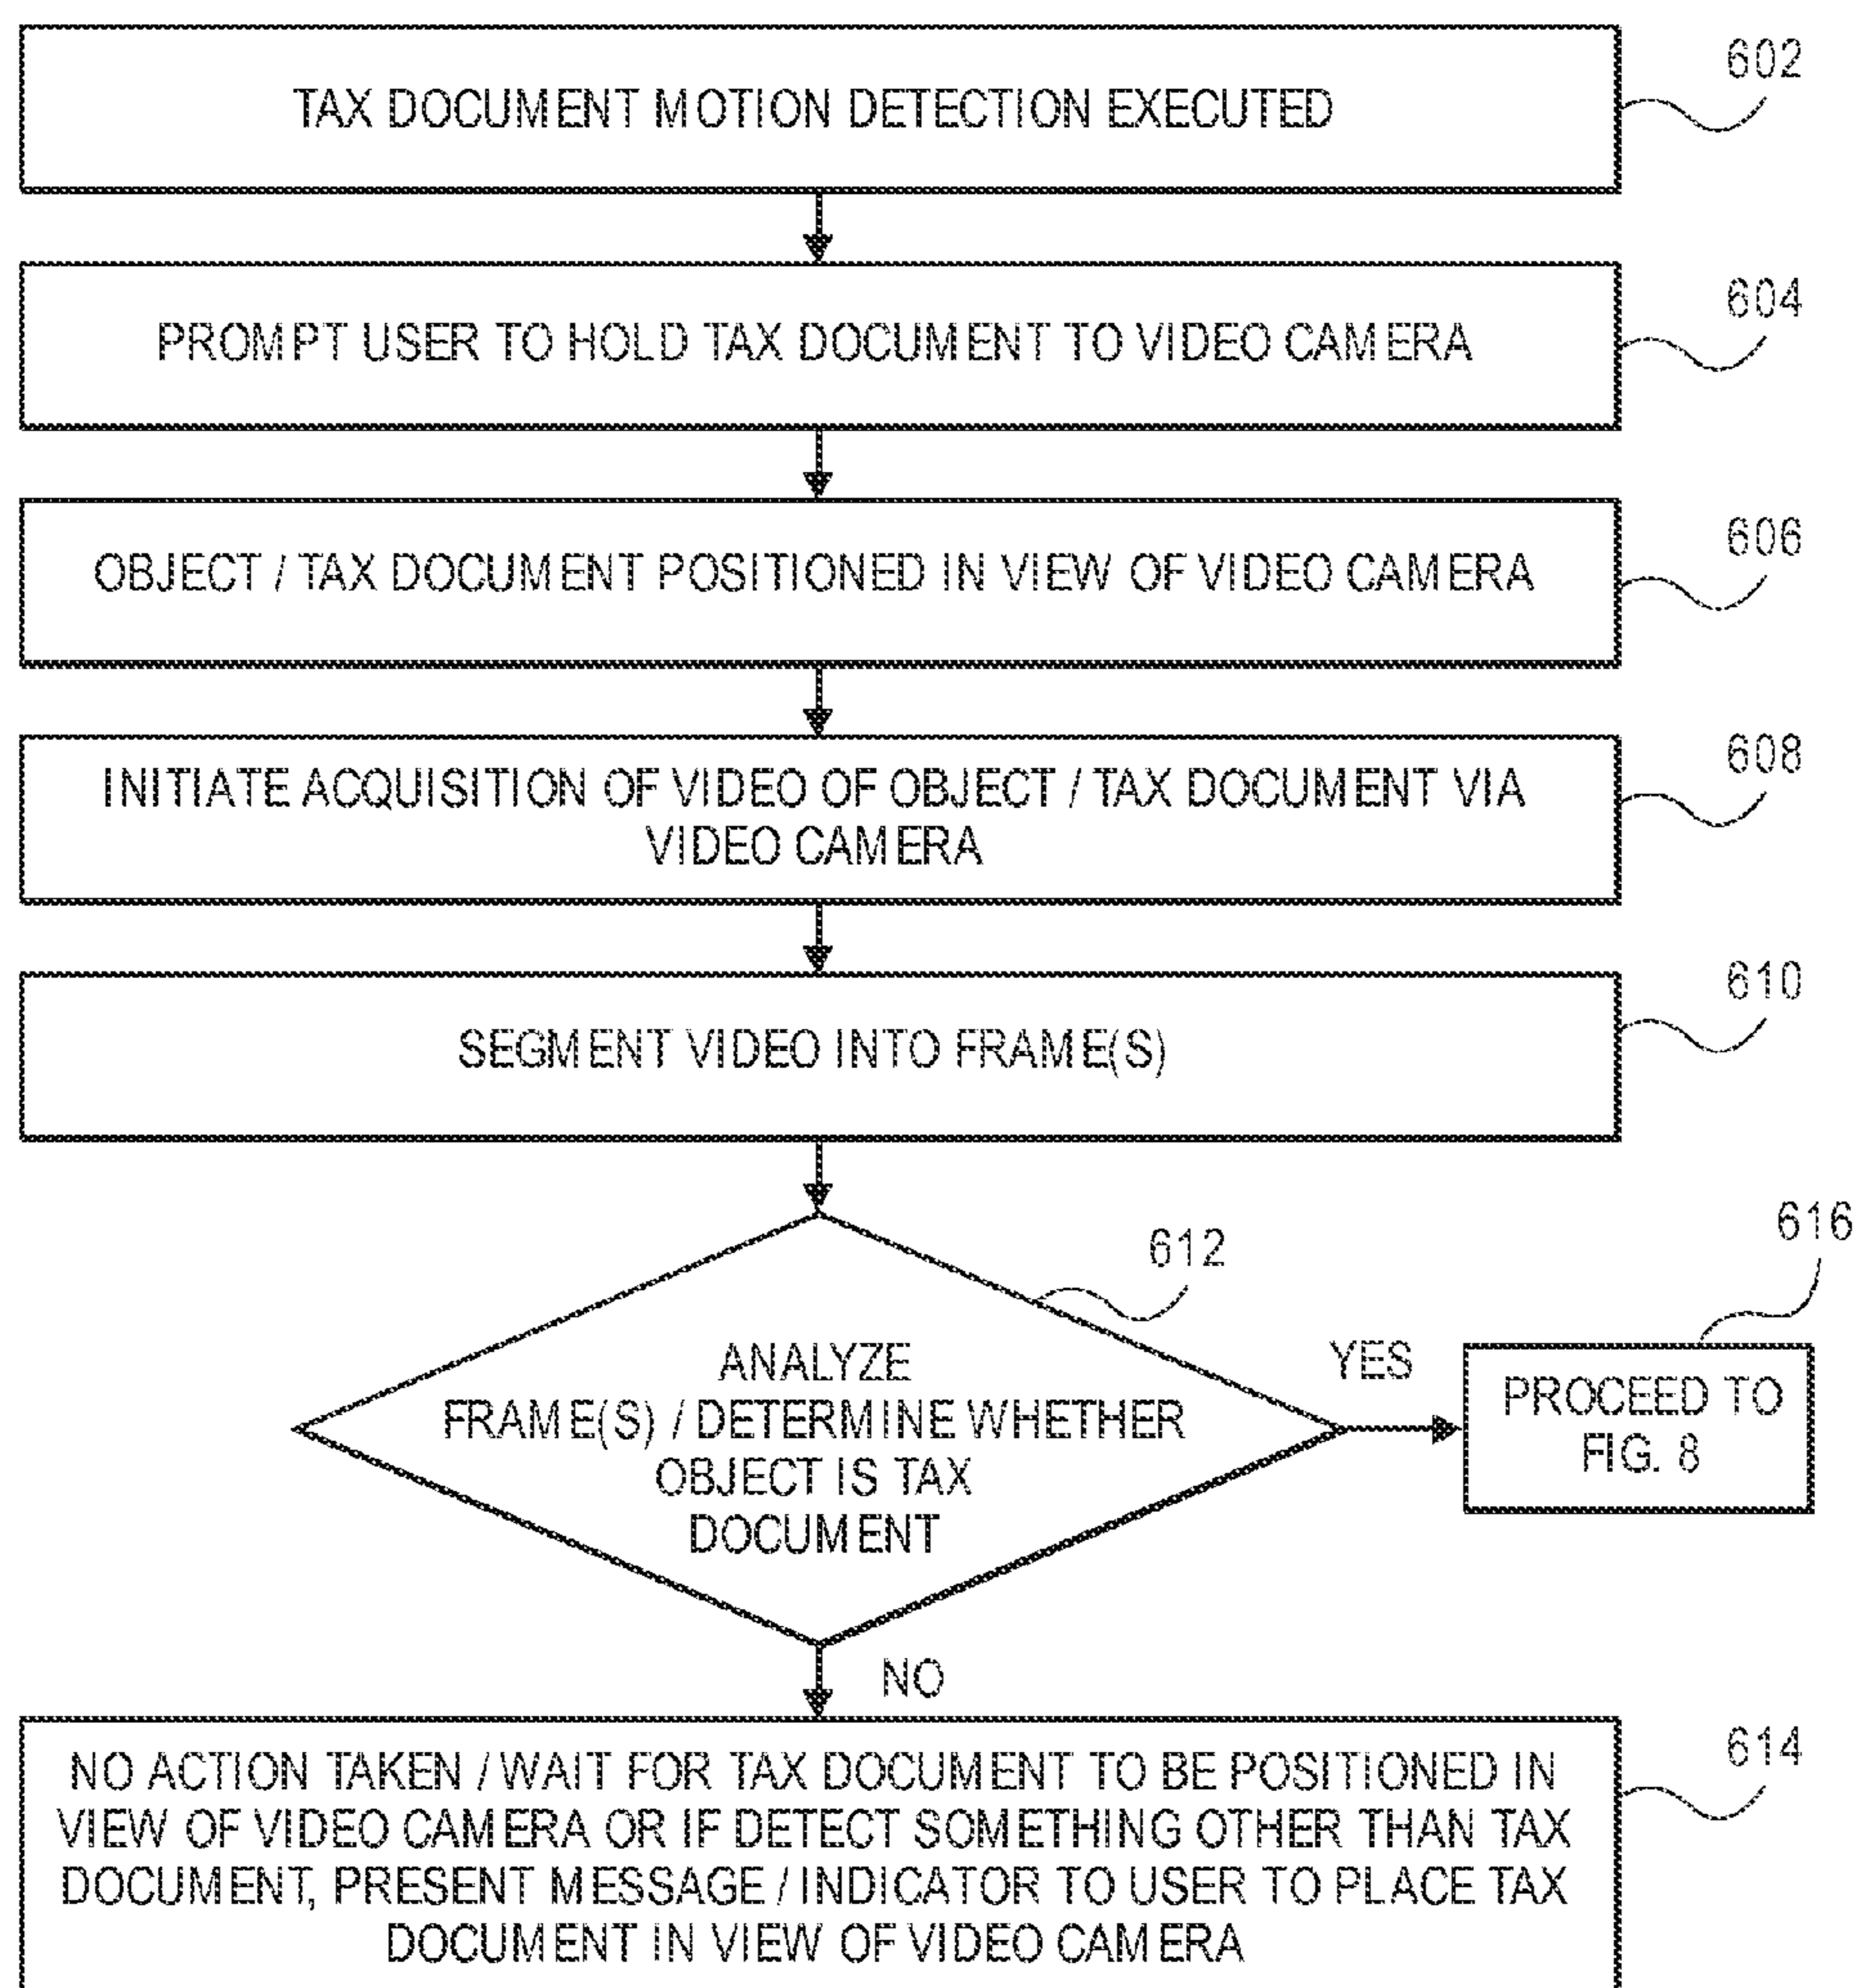 TAX DOCUMENT MOTION DETECTION EXECUTED
602
PROMPT USER TO HOLD TAX DOCUMENT TO VIDEO CAMERA
604
OBJECT / TAX DOCUMENT POSITIONED IN VIEW OF VIDEO CAMERA
606
INITIATE ACQUISITION OF VIDEO OF OBJECT / TAX DOCUMENT VIA
VIDEO CAMERA
608
SEGMENT VIDEO INTO FRAME(S)
610
612
ANALYZE
FRAME(S) / DETERMINE WHETHER
OBJECT IS TAX
DOCUMENT
YES
616
PROCEED TO
FIG. 8
NO
NO ACTION TAKEN / WAIT FOR TAX DOCUMENT TO BE POSITIONED IN
VIEW OF VIDEO CAMERA OR IF DETECT SOMETHING OTHER THAN TAX
DOCUMENT, PRESENT MESSAGE / INDICATOR TO USER TO PLACE TAX
DOCUMENT IN VIEW OF VIDEO CAMERA
614